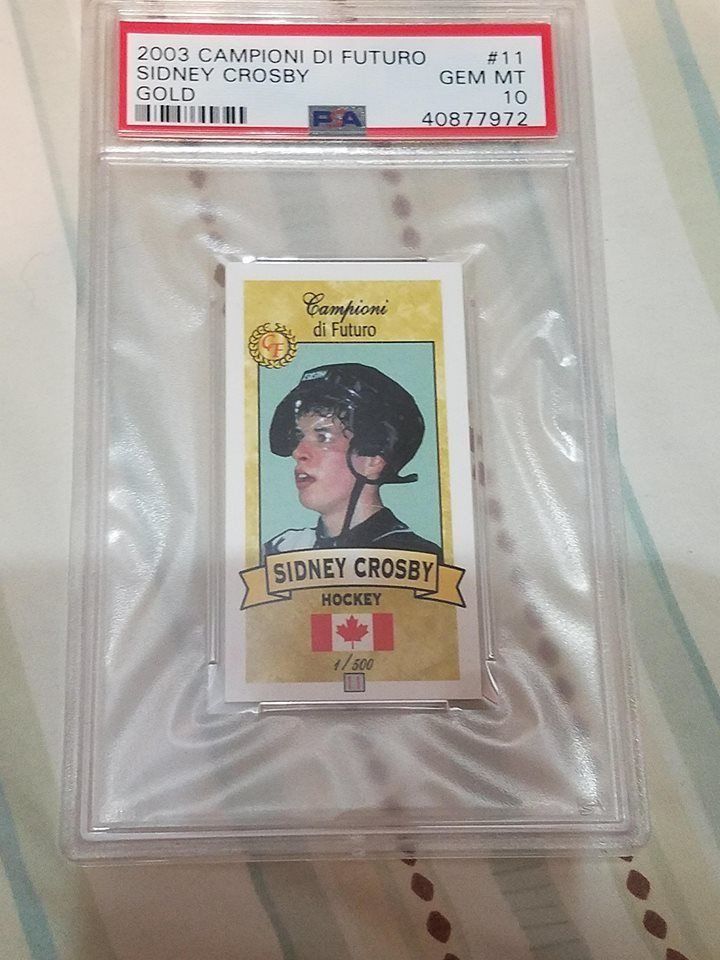 2003 CAMPIONI DI FUTURO #11
SIDNEY CROSBY GEM MT
GOLD 10
PSA 40877972
Campioni
di Futuro
CF
SIDNEY CROSBY
HOCKEY
1/500
11